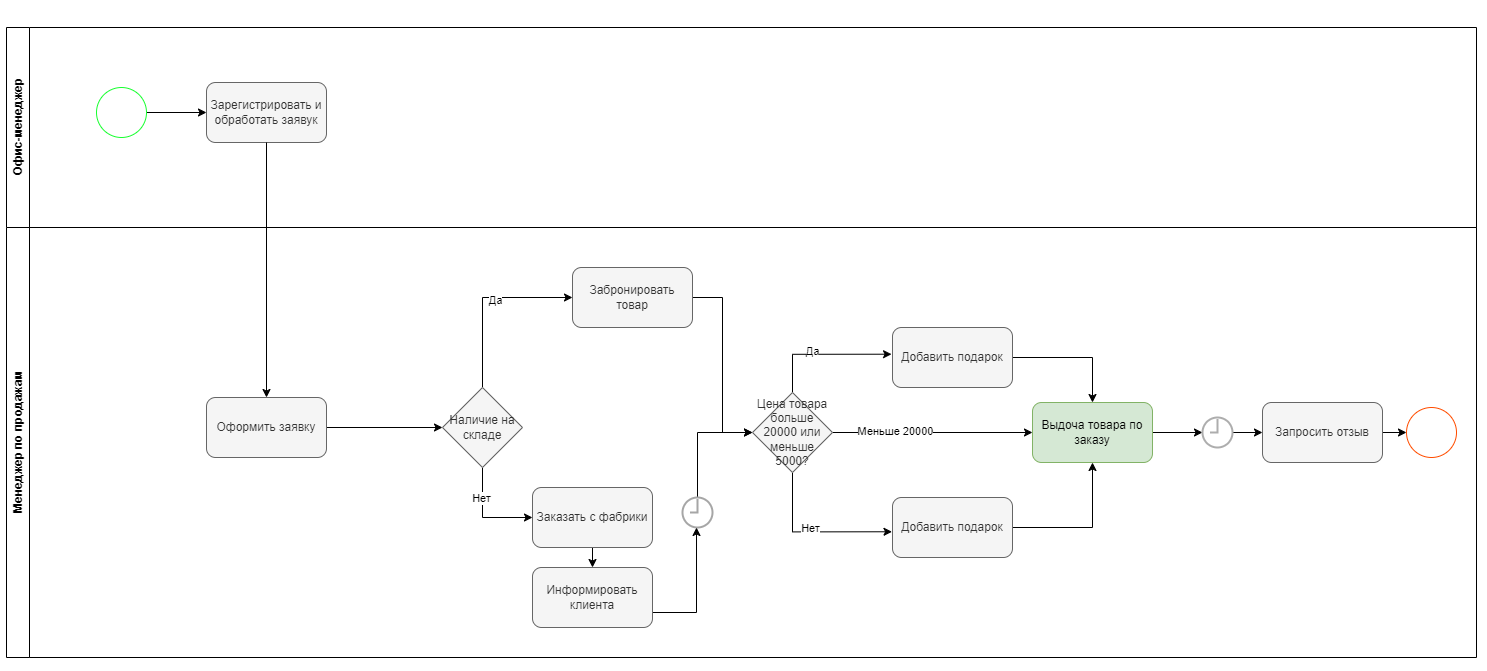 Офис-менеджер
Зарегистрировать и
обработать заявук
Менеджер по продажам
Оформить заявку
Наличие на
складе
Да
Забронировать
товар
Нет
Заказать с фабрики
Информировать
клиента
Цена товара
больше
20000 или
меньше
5000?
Да
Добавить подарок
Меньше 20000
Выдоча товара по
заказу
Нет
Добавить подарок
Запросить отзыв